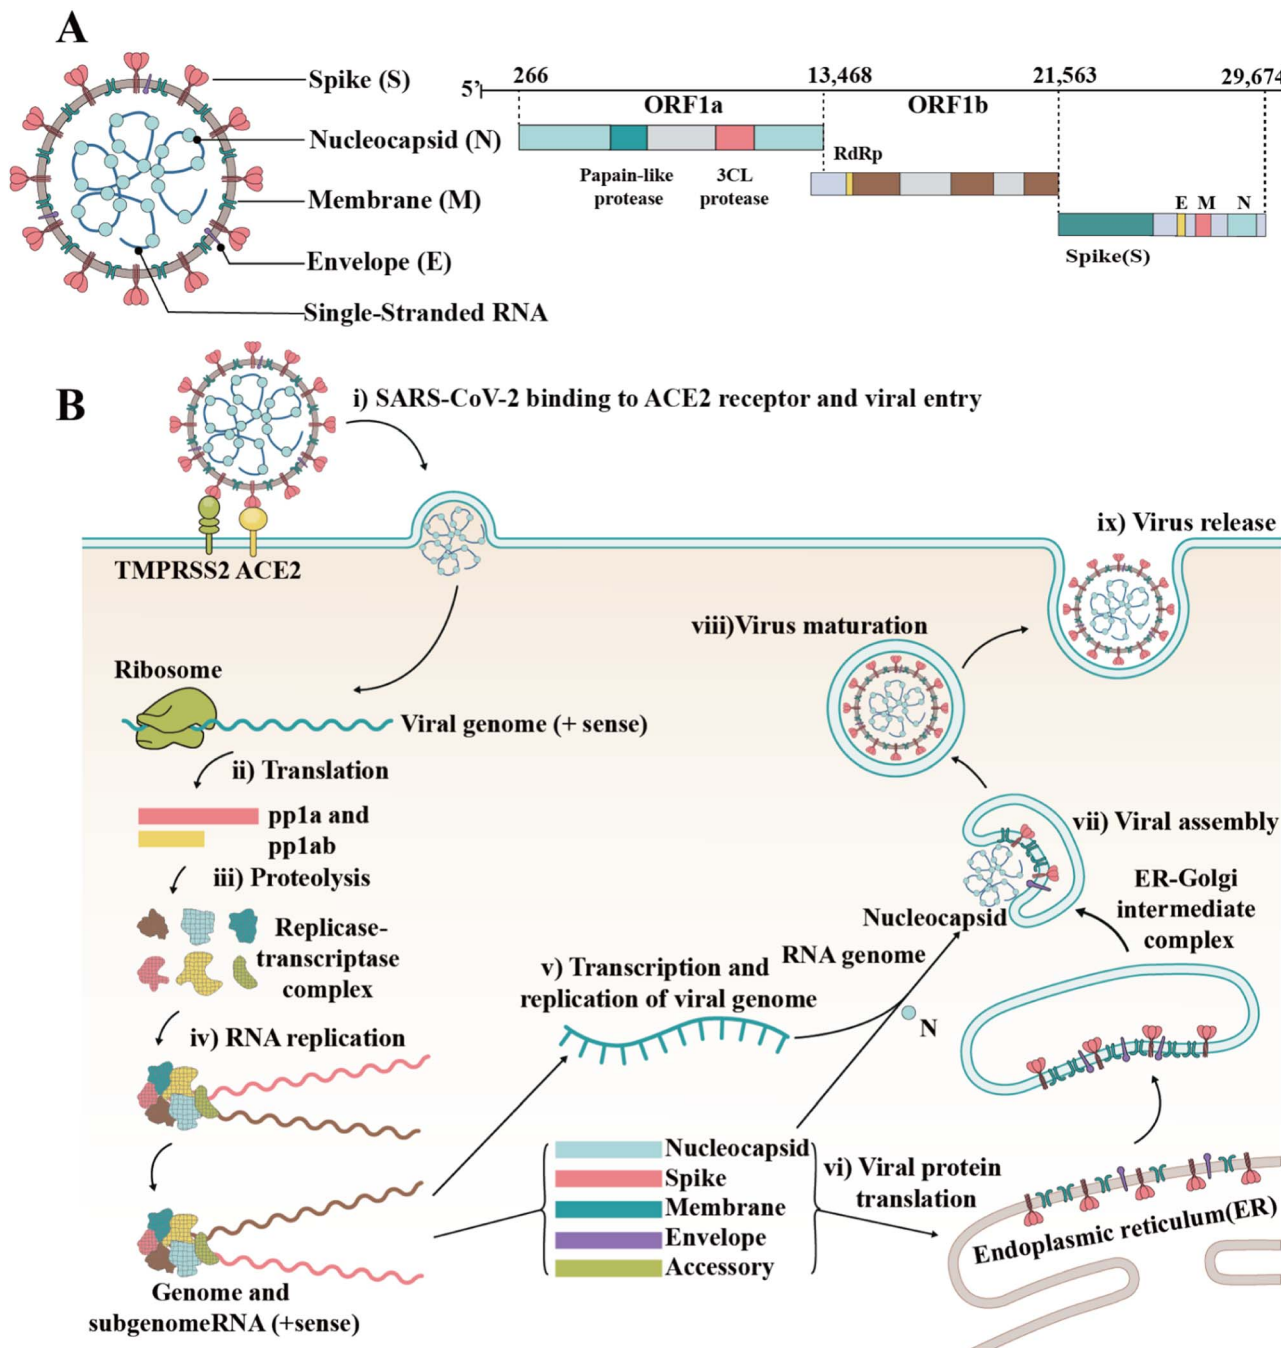 A
Spike (S)
Nucleocapsid (N)
Membrane (M)
Envelope (E)
Single-Stranded RNA
266
13,468
21,563
29,674
5'
ORF1a
ORF1b
RdRp
Papain-like
protease
3CL
protease
E M N
Spike(S)
B
i) SARS-CoV-2 binding to ACE2 receptor and viral entry
TMPRSS2 ACE2
ix) Virus release
viii)Virus maturation
Ribosome
Viral genome (+ sense)
ii) Translation
pp1a and
pp1ab
iii) Proteolysis
Replicase-
transcriptase
complex
iv) RNA replication
Genome and
subgenomeRNA (+sense)
v) Transcription and
replication of viral genome
RNA genome
N
Nucleocapsid
vii) Viral assembly
ER-Golgi
intermediate
complex
Nucleocapsid
Spike
Membrane
Envelope
Accessory
vi) Viral protein
translation
Endoplasmic reticulum(ER)